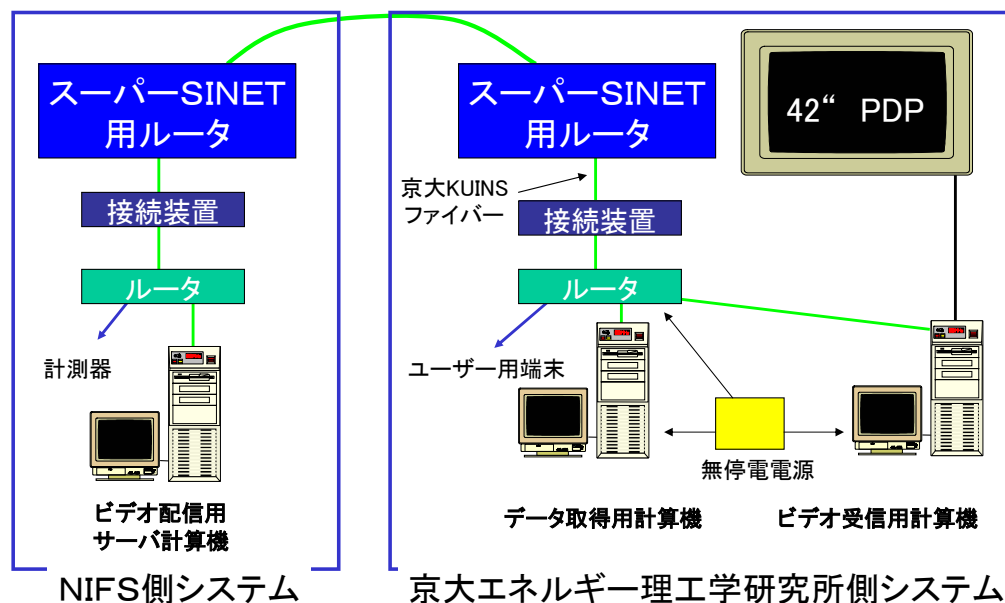 スーパーSINET
用ルータ
接続装置
ルータ
計測器
ビデオ配信用
サーバ計算機
NIFS側システム
スーパーSINET
用ルータ
42“ PDP
京大KUINS
ファイバー
接続装置
ルータ
ユーザー用端末
無停電電源
データ取得用計算機
ビデオ受信用計算機
京大エネルギー理工学研究所側システム